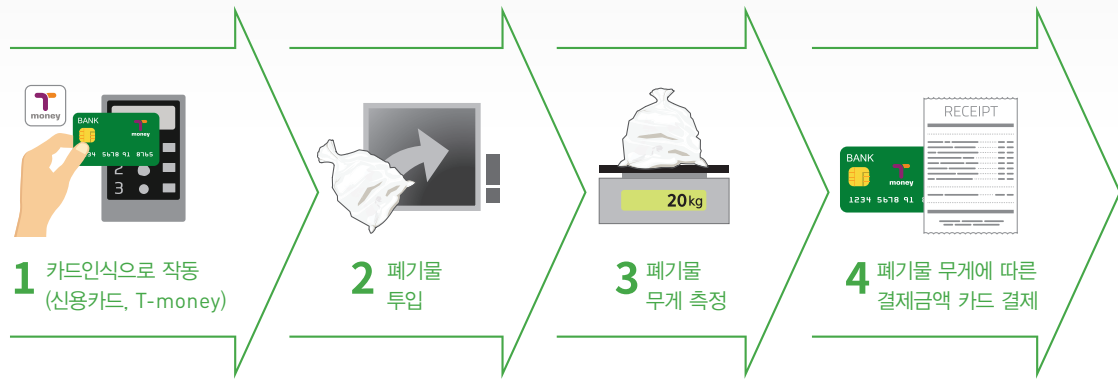 T
money
BANK
T
money
1234 5678 91 8765
2
3
20kg
RECEIPT
BANK
T
money
1234 5678 91
1 카드인식으로 작동
(신용카드, T-money)
2 폐기물
투입
3 폐기물
무게 측정
4 폐기물 무게에 따른
결제금액 카드 결제